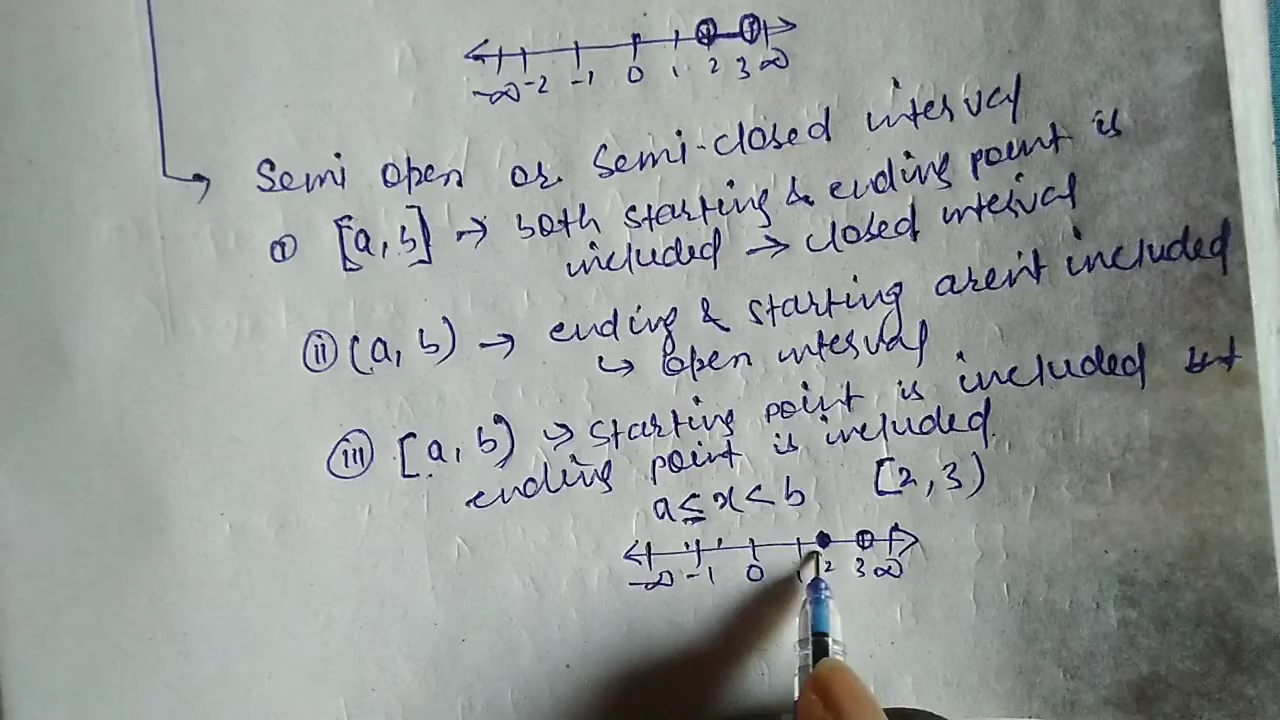 -∞ -2 -1 0 1 2 3 ∞
Semi open or Semi-closed interval
i [a, b] → both starting & ending point is
included → closed interval
ii (a, b) → ending & starting aren't included
↳ open interval
iii [a, b) → starting point is included but
ending point is included.
a ≤ x < b [2, 3)
-∞ -1 0 1 2 3 ∞